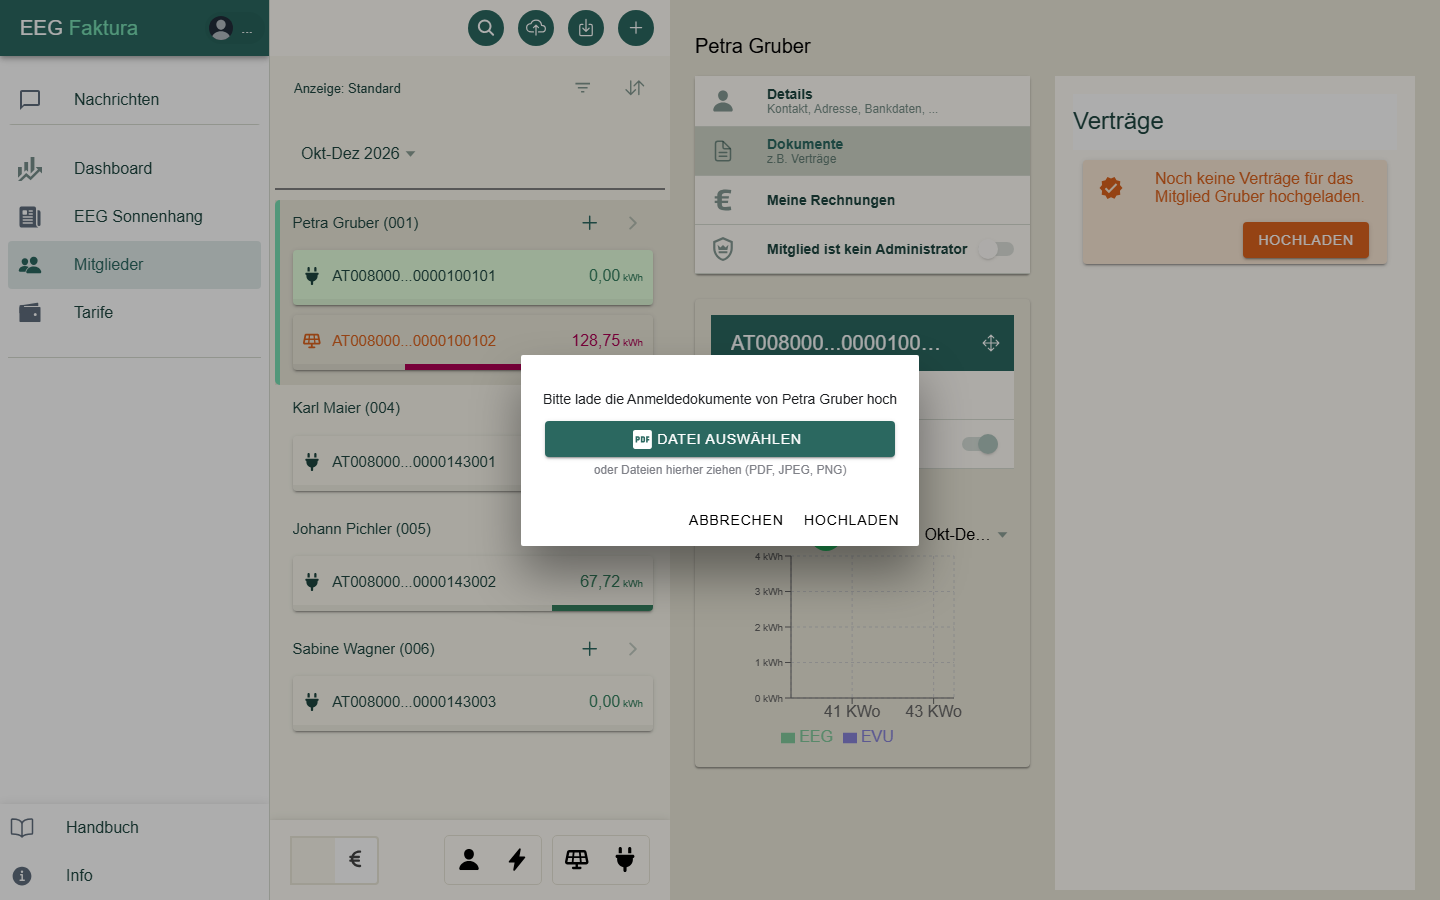 EEG Faktura
...
Nachrichten
Dashboard
EEG Sonnenhang
Mitglieder
Tarife
Handbuch
Info
Anzeige: Standard
Okt-Dez 2026
Petra Gruber (001)
AT008000...0000100101
0,00 kWh
AT008000...0000100102
128,75 kWh
Karl Maier (004)
AT008000...0000143001
Johann Pichler (005)
AT008000...0000143002
67,72 kWh
Sabine Wagner (006)
AT008000...0000143003
0,00 kWh
€
Petra Gruber
Details
Kontakt, Adresse, Bankdaten, ...
Dokumente
z.B. Verträge
€
Meine Rechnungen
Mitglied ist kein Administrator
AT008000...0000100...
Bitte lade die Anmeldedokumente von Petra Gruber hoch
PDF DATEI AUSWÄHLEN
oder Dateien hierher ziehen (PDF, JPEG, PNG)
ABBRECHEN HOCHLADEN
Okt-De...
4 kWh
3 kWh
2 kWh
1 kWh
0 kWh
41 KWo 43 KWo
EEG EVU
Verträge
Noch keine Verträge für das
Mitglied Gruber hochgeladen.
HOCHLADEN